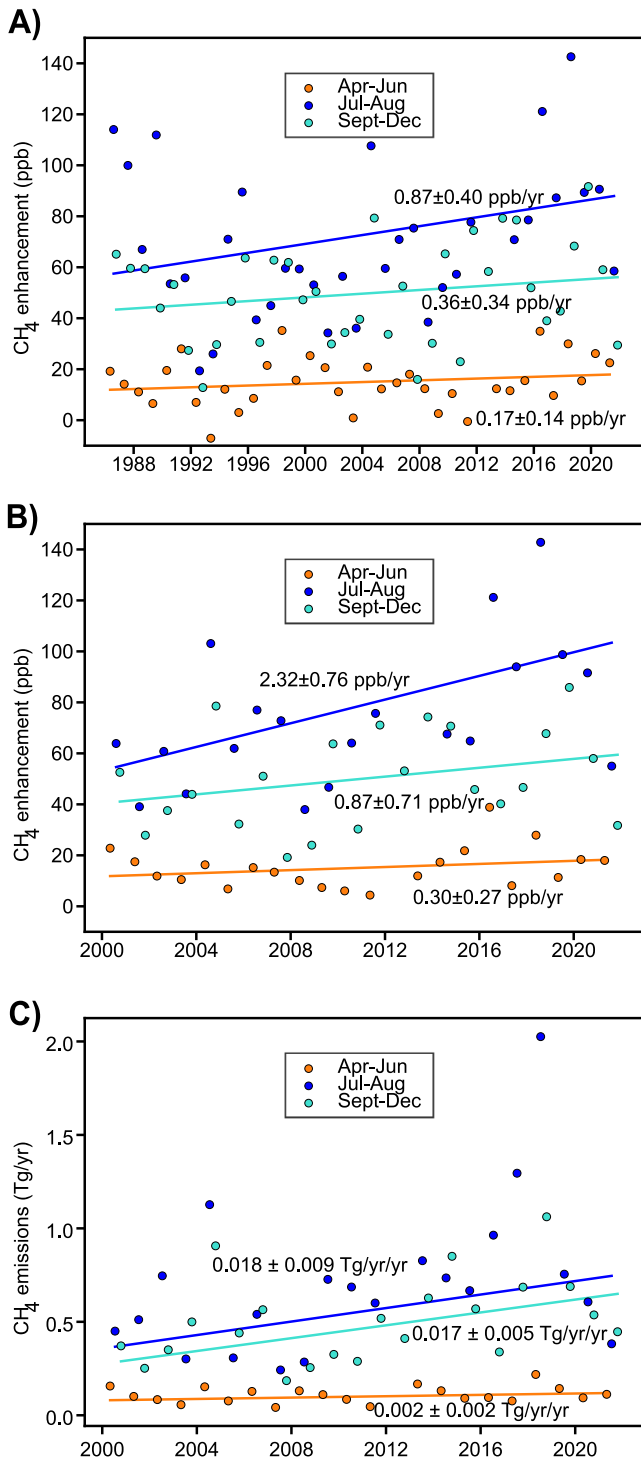 A)
140
120
100
80
60
40
20
0
CH4 enhancement (ppb)
Apr-Jun
Jul-Aug
Sept-Dec
0.87±0.40 ppb/yr
0.36±0.34 ppb/yr
0.17±0.14 ppb/yr
1988 1992 1996 2000 2004 2008 2012 2016 2020
B)
140
120
100
80
60
40
20
0
CH4 enhancement (ppb)
Apr-Jun
Jul-Aug
Sept-Dec
2.32±0.76 ppb/yr
0.87±0.71 ppb/yr
0.30±0.27 ppb/yr
2000 2004 2008 2012 2016 2020
C)
2.0
1.5
1.0
0.5
0.0
CH4 emissions (Tg/yr)
Apr-Jun
Jul-Aug
Sept-Dec
0.018 ± 0.009 Tg/yr/yr
0.017 ± 0.005 Tg/yr/yr
0.002 ± 0.002 Tg/yr/yr
2000 2004 2008 2012 2016 2020